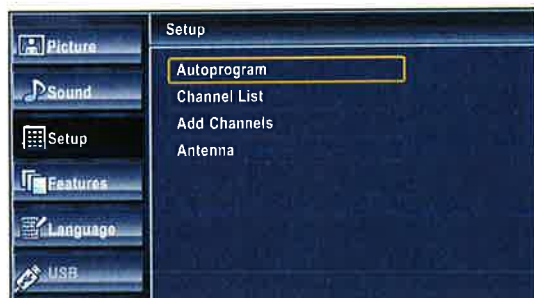 Picture
Sound
Setup
Features
Language
USB
Setup
Autoprogram
Channel List
Add Channels
Antenna